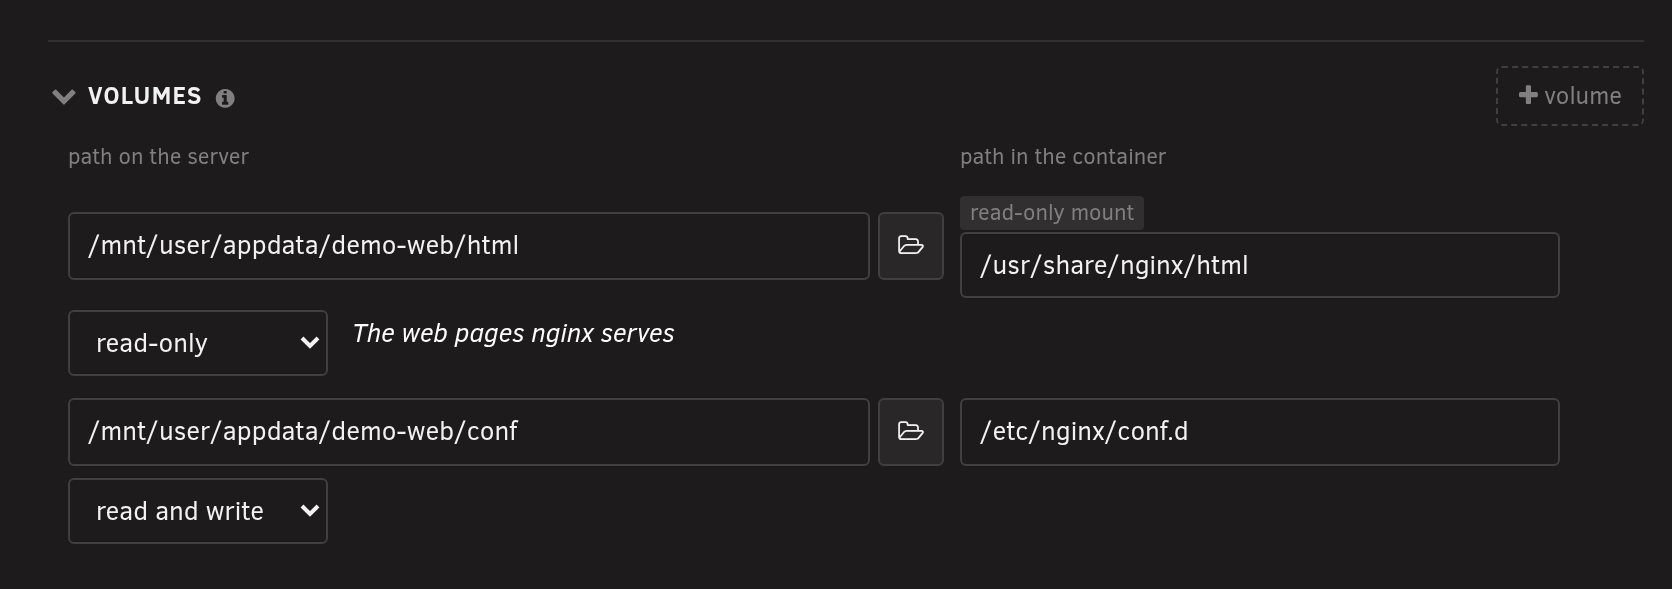 VOLUMES
volume
path on the server
path in the container
read-only mount
/mnt/user/appdata/demo-web/html
/usr/share/nginx/html
read-only
The web pages nginx serves
/mnt/user/appdata/demo-web/conf
/etc/nginx/conf.d
read and write